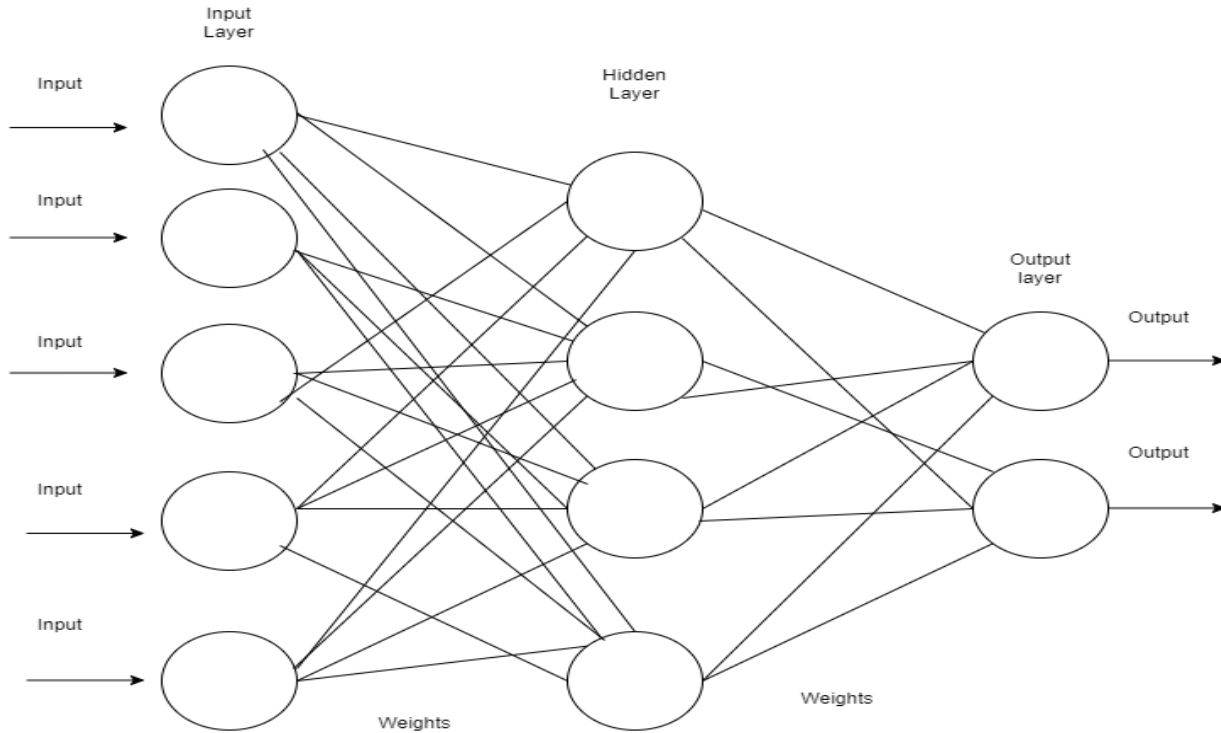 Input
Layer
Input
Hidden
Layer
Input
Output
layer
Output
Input
Output
Input
Input
Weights
Weights